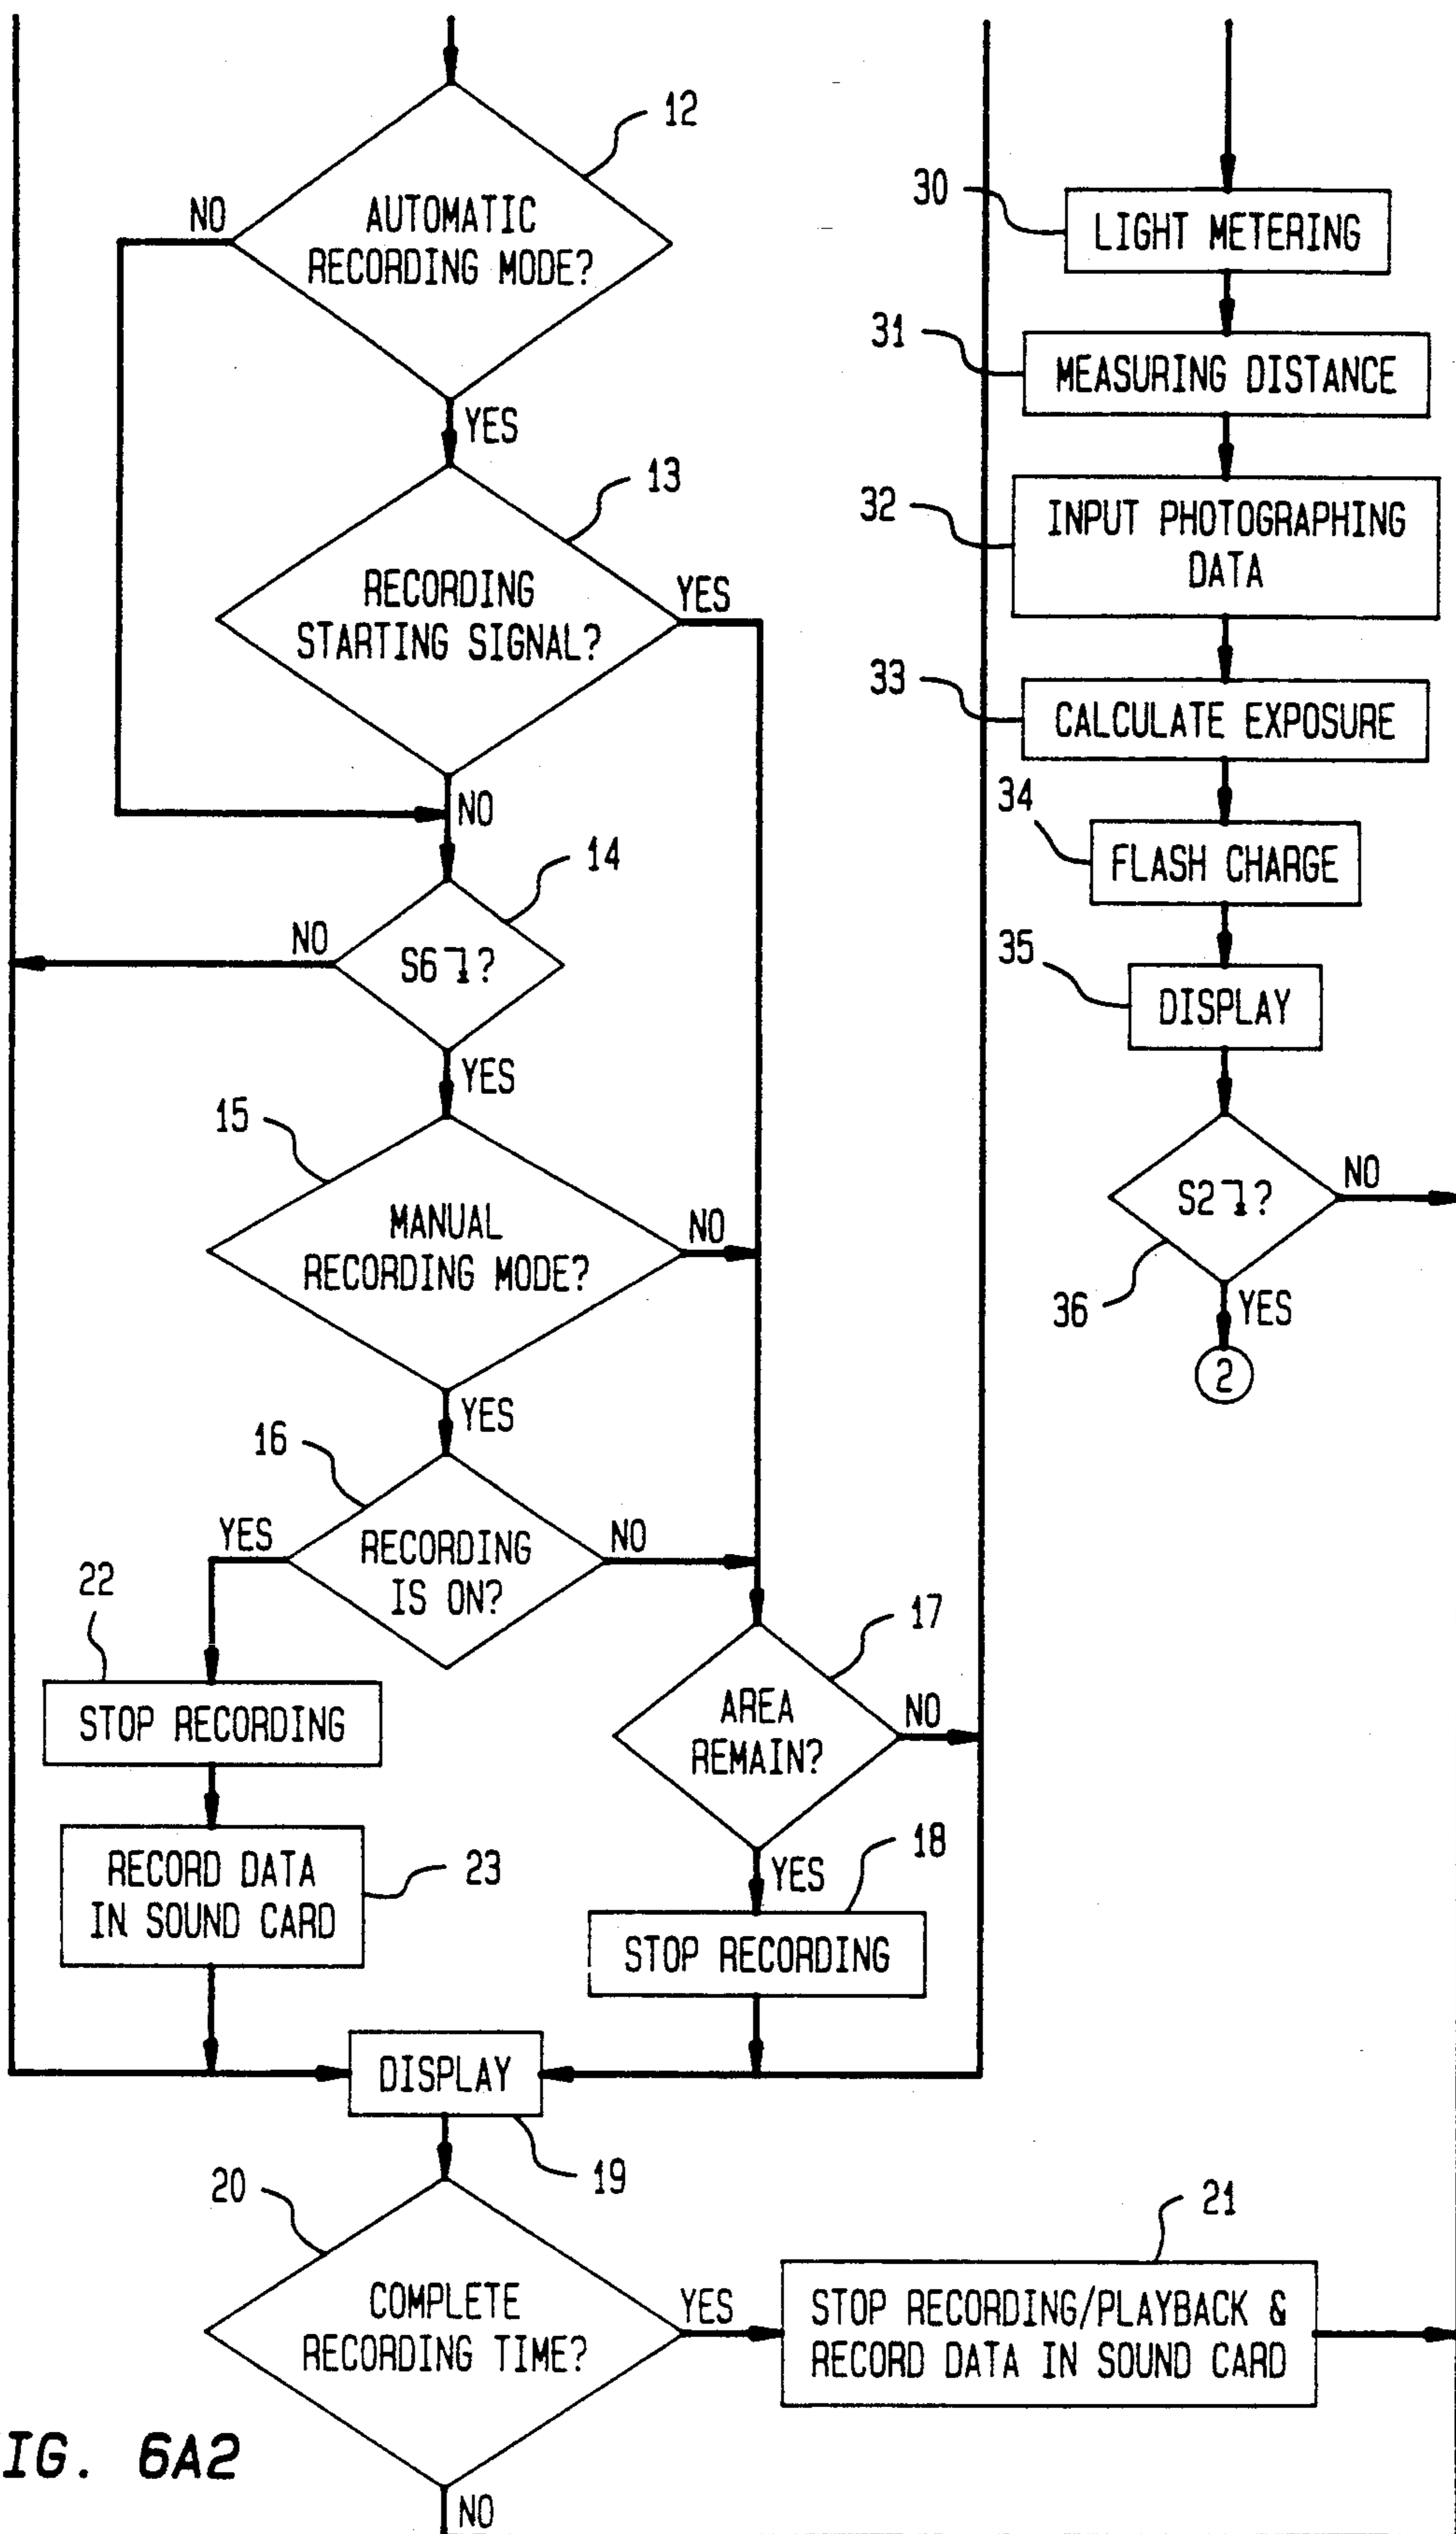 12
AUTOMATIC
RECORDING MODE?
NO
YES
13
RECORDING
STARTING SIGNAL?
YES
NO
14
S6 ?
NO
YES
15
MANUAL
RECORDING MODE?
NO
YES
16
RECORDING
IS ON?
YES
NO
22
STOP RECORDING
23
RECORD DATA
IN SOUND CARD
17
AREA
REMAIN?
NO
YES
18
STOP RECORDING
DISPLAY
19
20
COMPLETE
RECORDING TIME?
YES
NO
21
STOP RECORDING/PLAYBACK &
RECORD DATA IN SOUND CARD
30
LIGHT METERING
31
MEASURING DISTANCE
32
INPUT PHOTOGRAPHING
DATA
33
CALCULATE EXPOSURE
34
FLASH CHARGE
35
DISPLAY
S2 ?
NO
36
YES
2
IG. 6A2